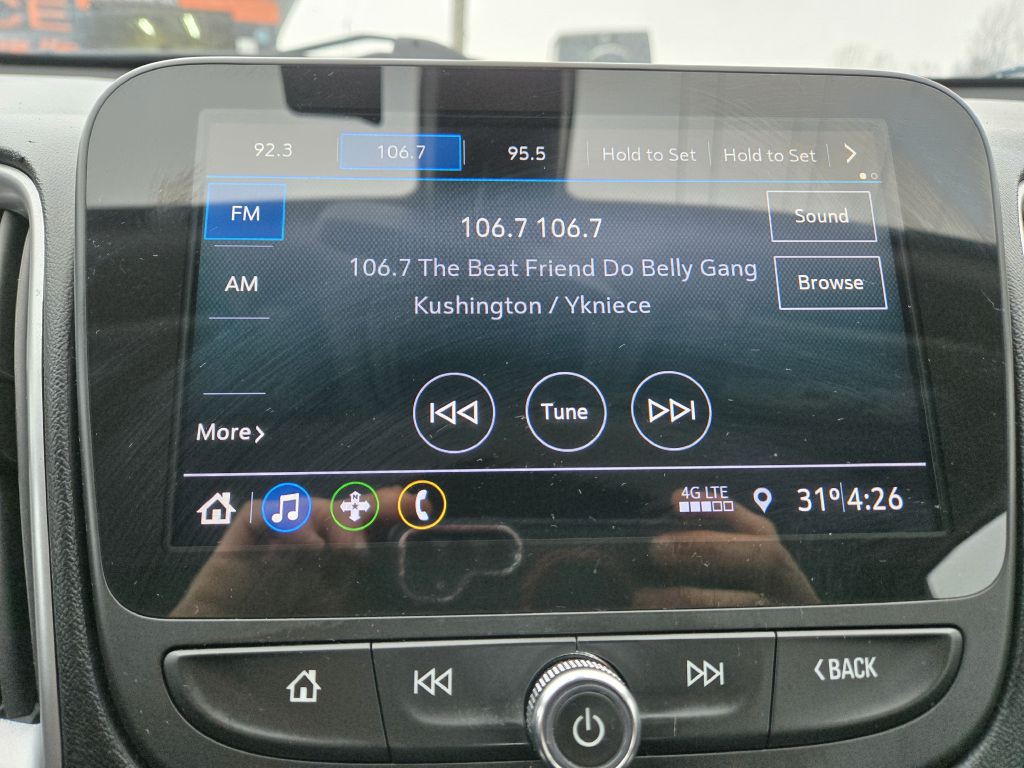 92.3 106.7 95.5 Hold to Set Hold to Set
FM 106.7 106.7 Sound
106.7 The Beat Friend Do Belly Gang
AM Browse
Kushington / Ykniece
Tune
More
N
4G LTE
31° 4:26
BACK